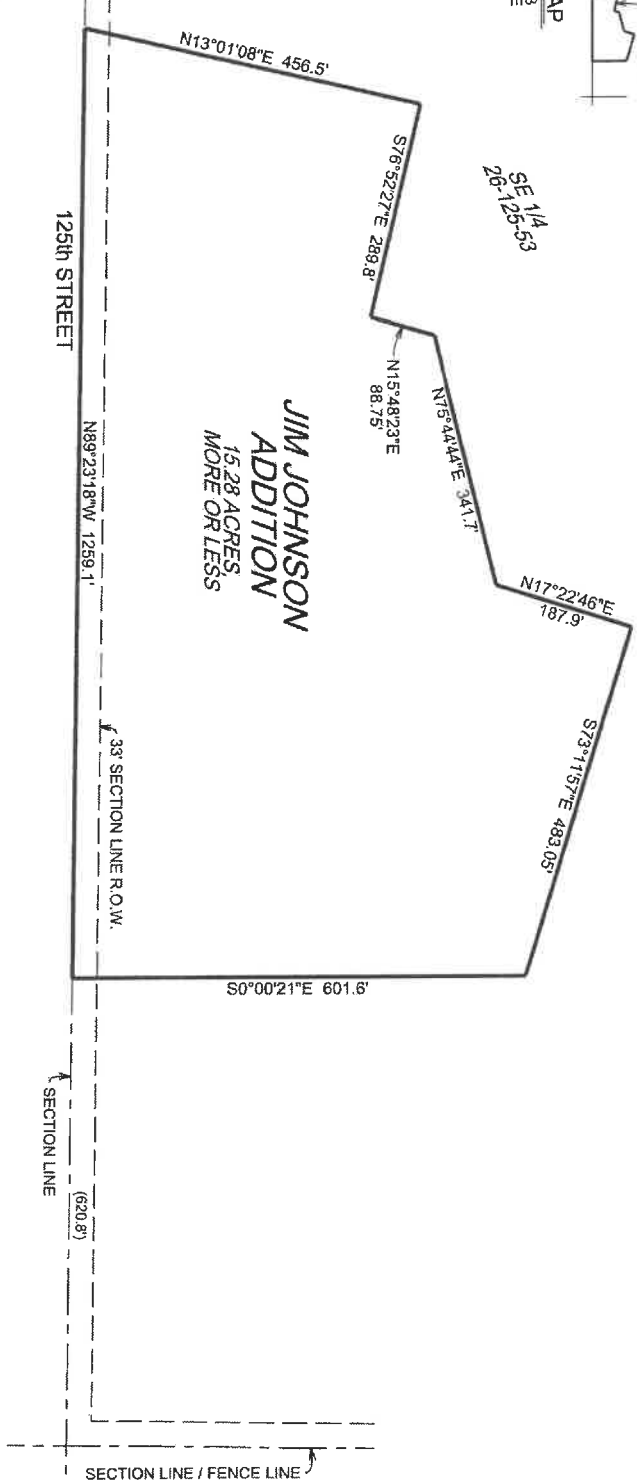 AP
B
E
SE 1/4
26-125-53
N13°01'08"E 456.5'
S76°52'27"E 289.8'
N15°48'23"E
88.75'
N75°44'44"E 341.7'
N17°22'46"E
187.9'
S73°11'57"E 483.05'
JIM JOHNSON
ADDITION
15.28 ACRES,
MORE OR LESS
S0°00'21"E 601.6'
125th STREET
N89°23'18"W 1259.1'
33' SECTION LINE R.O.W.
SECTION LINE
(620.8')
SECTION LINE / FENCE LINE